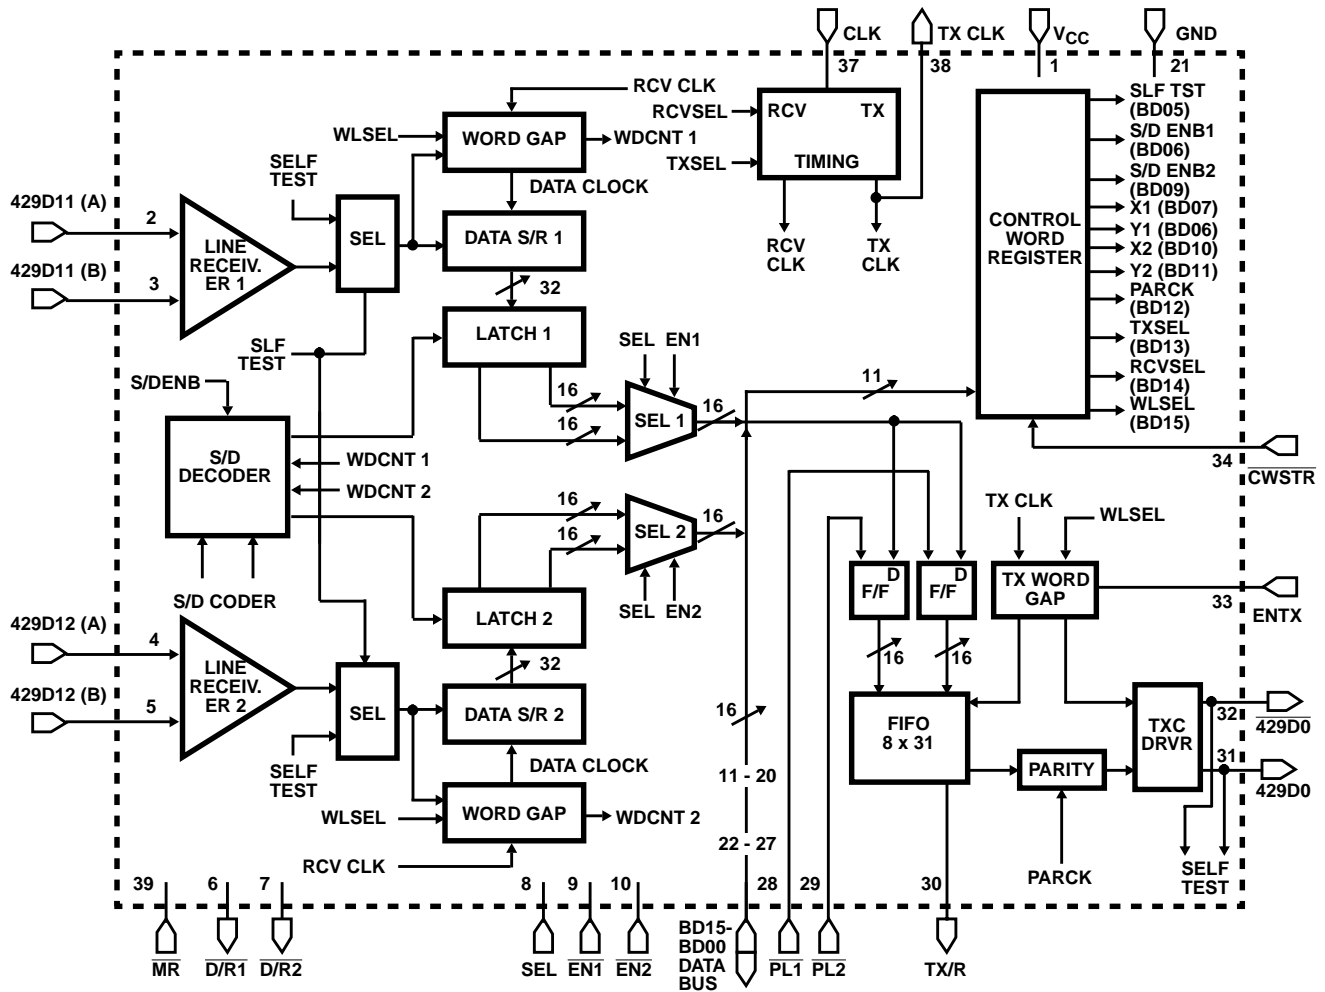 CLK
TX CLK
VCC
GND
37
38
1
21
RCV CLK
RCVSEL
TXSEL
RCV
TX
TIMING
RCV
CLK
TX
CLK
WLSEL
WORD GAP
WDCNT 1
DATA CLOCK
SELF
TEST
429D11 (A)
2
429D11 (B)
3
LINE
RECEIV.
ER 1
SEL
DATA S/R 1
32
LATCH 1
SLF
TEST
S/DENB
S/D
DECODER
WDCNT 1
WDCNT 2
S/D CODER
16
16
SEL
EN1
SEL 1
16
11
CONTROL
WORD
REGISTER
SLF TST
(BD05)
S/D ENB1
(BD06)
S/D ENB2
(BD09)
X1 (BD07)
Y1 (BD06)
X2 (BD10)
Y2 (BD11)
PARCK
(BD12)
TXSEL
(BD13)
RCVSEL
(BD14)
WLSEL
(BD15)
34
CWSTR
16
16
SEL 2
16
SEL
EN2
TX CLK
WLSEL
D
F/F
D
F/F
TX WORD
GAP
33
ENTX
429D12 (A)
4
429D12 (B)
5
LINE
RECEIV.
ER 2
SEL
LATCH 2
32
DATA S/R 2
DATA CLOCK
SELF
TEST
WLSEL
WORD GAP
WDCNT 2
RCV CLK
16
11 - 20
22 - 27
16
16
FIFO
8 x 31
PARITY
PARCK
TXC
DRVR
32
429D0
31
429D0
SELF
TEST
39
6
7
8
9
10
28
29
30
MR
D/R1
D/R2
SEL
EN1
EN2
BD15-
BD00
DATA
BUS
PL1
PL2
TX/R